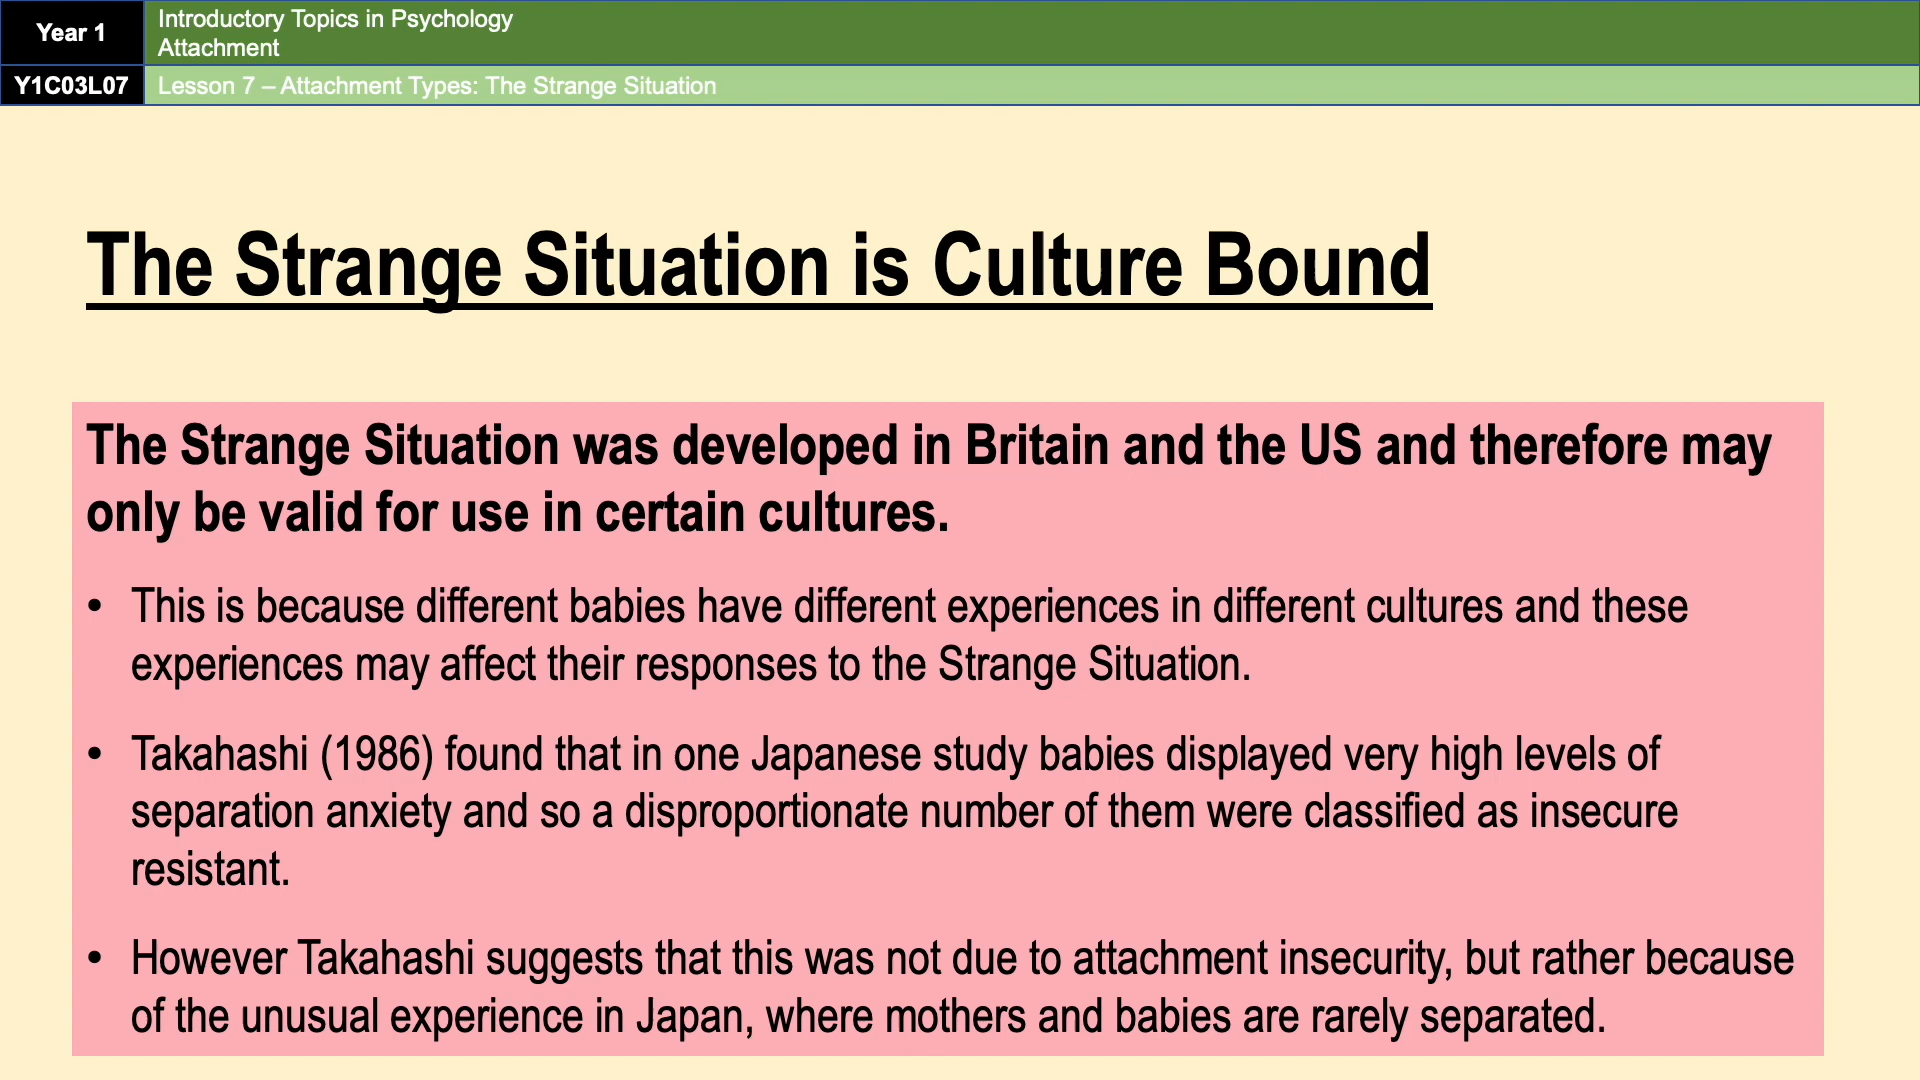 Year 1
Introductory Topics in Psychology
Attachment
Y1C03L07
Lesson 7 – Attachment Types: The Strange Situation
The Strange Situation is Culture Bound
The Strange Situation was developed in Britain and the US and therefore may
only be valid for use in certain cultures.
• This is because different babies have different experiences in different cultures and these
experiences may affect their responses to the Strange Situation.
• Takahashi (1986) found that in one Japanese study babies displayed very high levels of
separation anxiety and so a disproportionate number of them were classified as insecure
resistant.
• However Takahashi suggests that this was not due to attachment insecurity, but rather because
of the unusual experience in Japan, where mothers and babies are rarely separated.